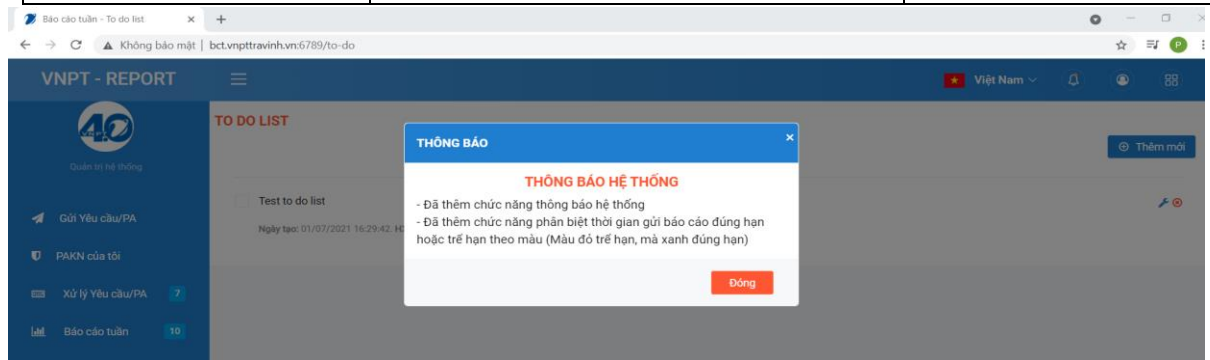 Báo cáo tuần - To do list
Không bảo mật | bct.vnpttravinh.vn:6789/to-do
VNPT - REPORT
Việt Nam
4.0
Quản trị hệ thống
TO DO LIST
Thêm mới
THÔNG BÁO
THÔNG BÁO HỆ THỐNG
- Đã thêm chức năng thông báo hệ thống
- Đã thêm chức năng phân biệt thời gian gửi báo cáo đúng hạn
hoặc trể hạn theo màu (Màu đỏ trể hạn, mà xanh đúng hạn)
Đóng
Test to do list
Ngày tạo: 01/07/2021 16:29:42.
Gửi Yêu cầu/PA
PAKN của tôi
Xử lý Yêu cầu/PA 7
Báo cáo tuần 10